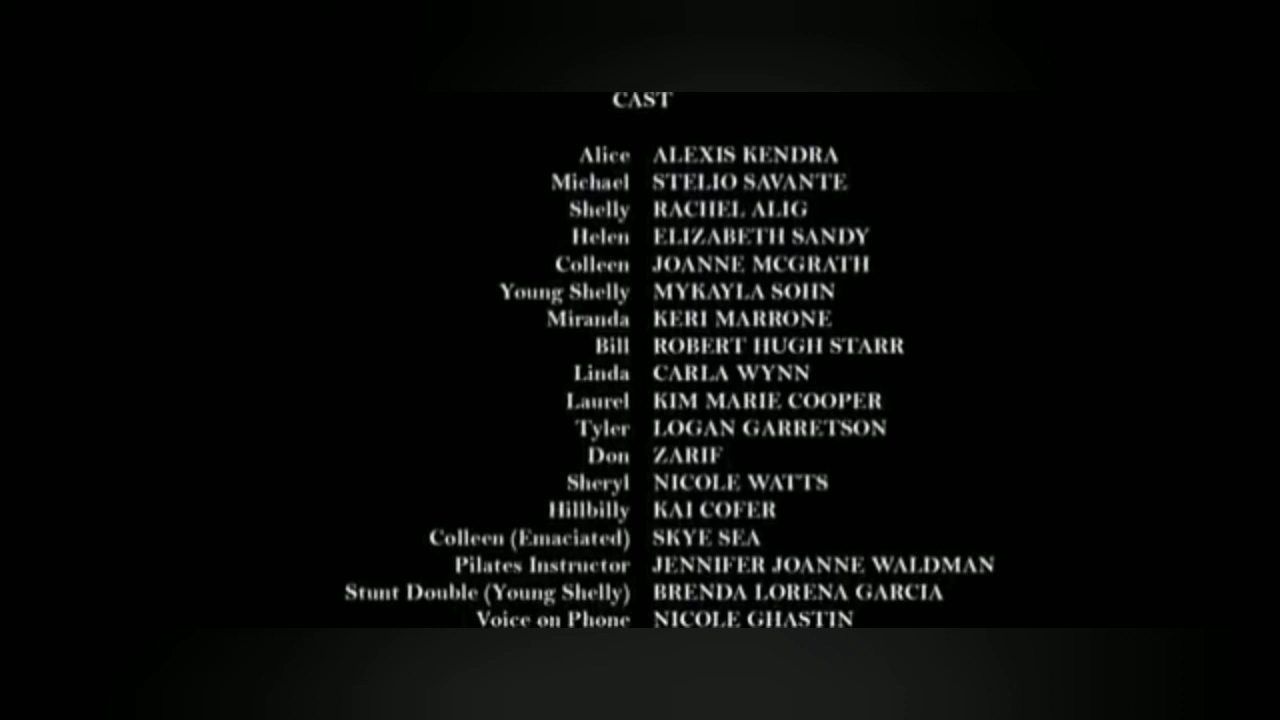 CAST
Alice ALEXIS KENDRA
Michael STELIO SAVANTE
Shelly RACHEL ALIG
Helen ELIZABETH SANDY
Colleen JOANNE MCGRATH
Young Shelly MYKAYLA SOHN
Miranda KERI MARRONE
Bill ROBERT HUGH STARR
Linda CARLA WYNN
Laurel KIM MARIE COOPER
Tyler LOGAN GARRETSON
Don ZARIF
Sheryl NICOLE WATTS
Hillbilly KAI COFER
Colleen (Emaciated) SKYE SEA
Pilates Instructor JENNIFER JOANNE WALDMAN
Stunt Double (Young Shelly) BRENDA LORENA GARCIA
Voice on Phone NICOLE GHASTIN